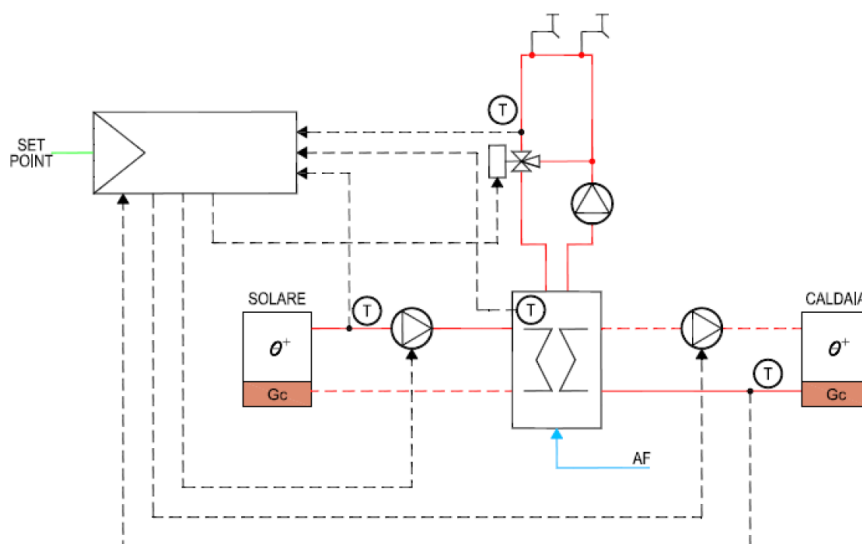 T
SET
POINT
SOLARE
CALDAIA
T
T
T
θ+
θ+
Gc
Gc
AF